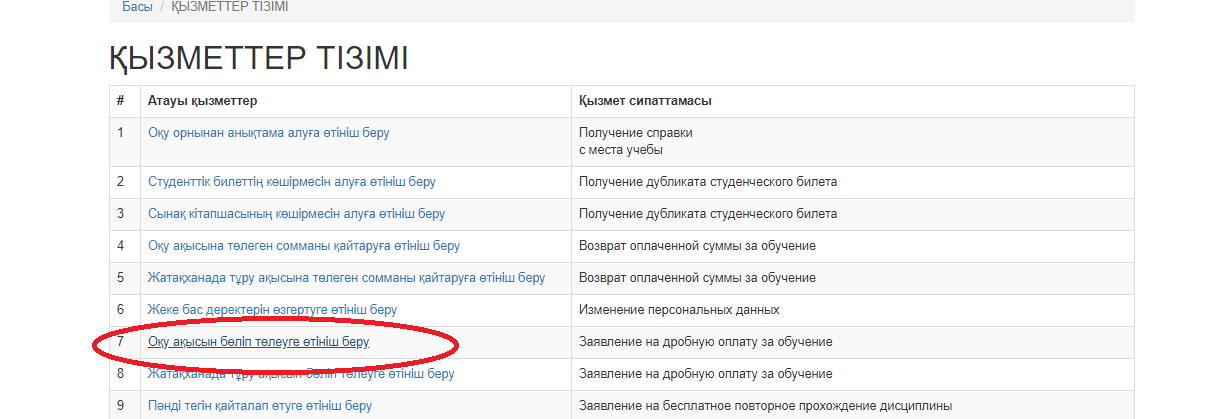 Басы / ҚЫЗМЕТТЕР ТІЗІМІ
ҚЫЗМЕТТЕР ТІЗІМІ
# Атауы қызметтер Қызмет сипаттамасы
1 Оқу орнынан анықтама алуға өтініш беру Получение справки
с места учебы
2 Студенттік билеттің көшірмесін алуға өтініш беру Получение дубликата студенческого билета
3 Сынақ кітапшасының көшірмесін алуға өтініш беру Получение дубликата студенческого билета
4 Оқу ақысына төлеген сомманы қайтаруға өтініш беру Возврат оплаченной суммы за обучение
5 Жатақханада тұру ақысына төлеген сомманы қайтаруға өтініш беру Возврат оплаченной суммы за обучение
6 Жеке бас деректерін өзгертуге өтініш беру Изменение персональных данных
7 Оқу ақысын бөліп төлеуге өтініш беру Заявление на дробную оплату за обучение
8 Жатақханада тұру ақысын бөліп төлеуге өтініш беру Заявление на дробную оплату за обучение
9 Пәнді тегін қайталап өтуге өтініш беру Заявление на бесплатное повторное прохождение дисциплины